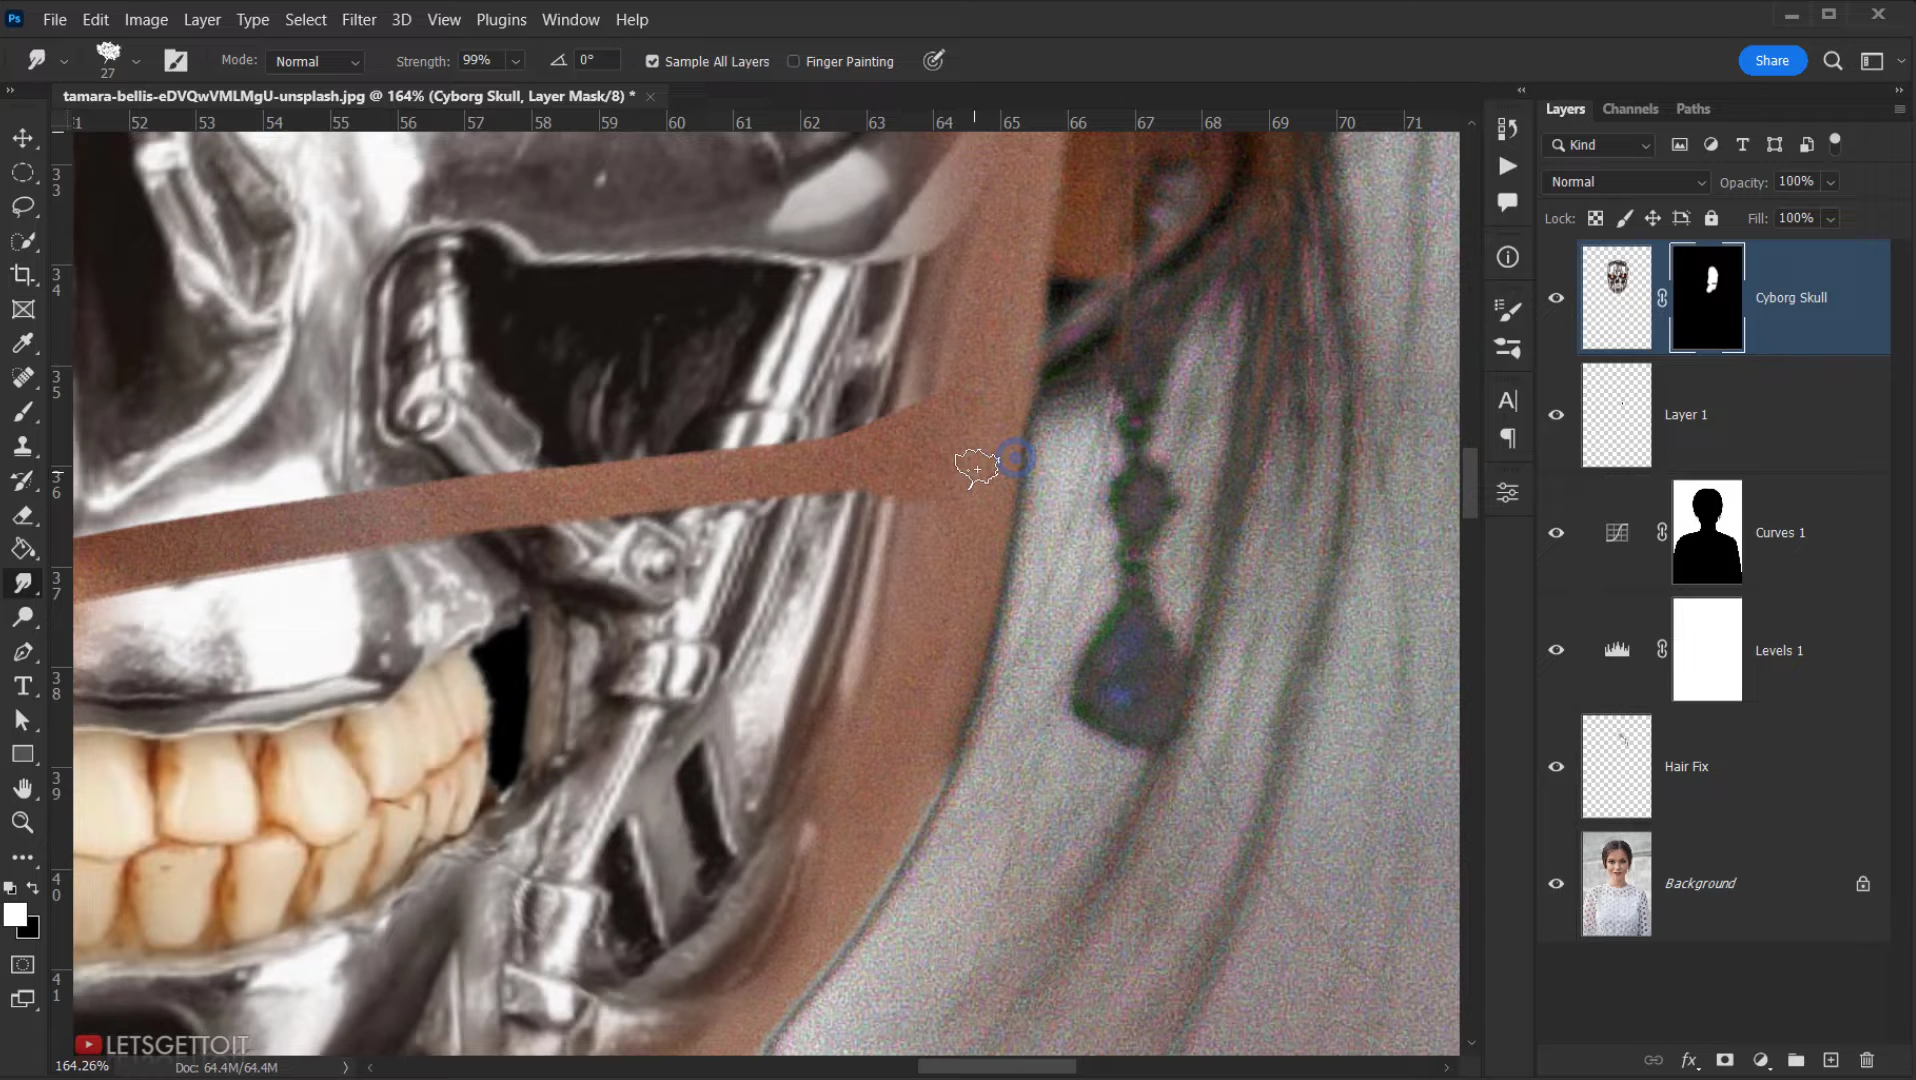 Ps File Edit Image Layer Type Select Filter 3D View Plugins Window Help
27 Mode: Normal Strength: 99% 0° Sample All Layers Finger Painting Share
tamara-bellis-eDVQwVMLMgU-unsplash.jpg @ 164% (Cyborg Skull, Layer Mask/8) *
51 52 53 54 55 56 57 58 59 60 61 62 63 64 65 66 67 68 69 70 71
33
34
35
36
37
38
39
40
41
Layers Channels Paths
Kind
Normal Opacity: 100%
Lock: Fill: 100%
Cyborg Skull
Layer 1
Curves 1
Levels 1
Hair Fix
Background
LETSGETTOIT
164.26% Doc: 64.4M/64.4M